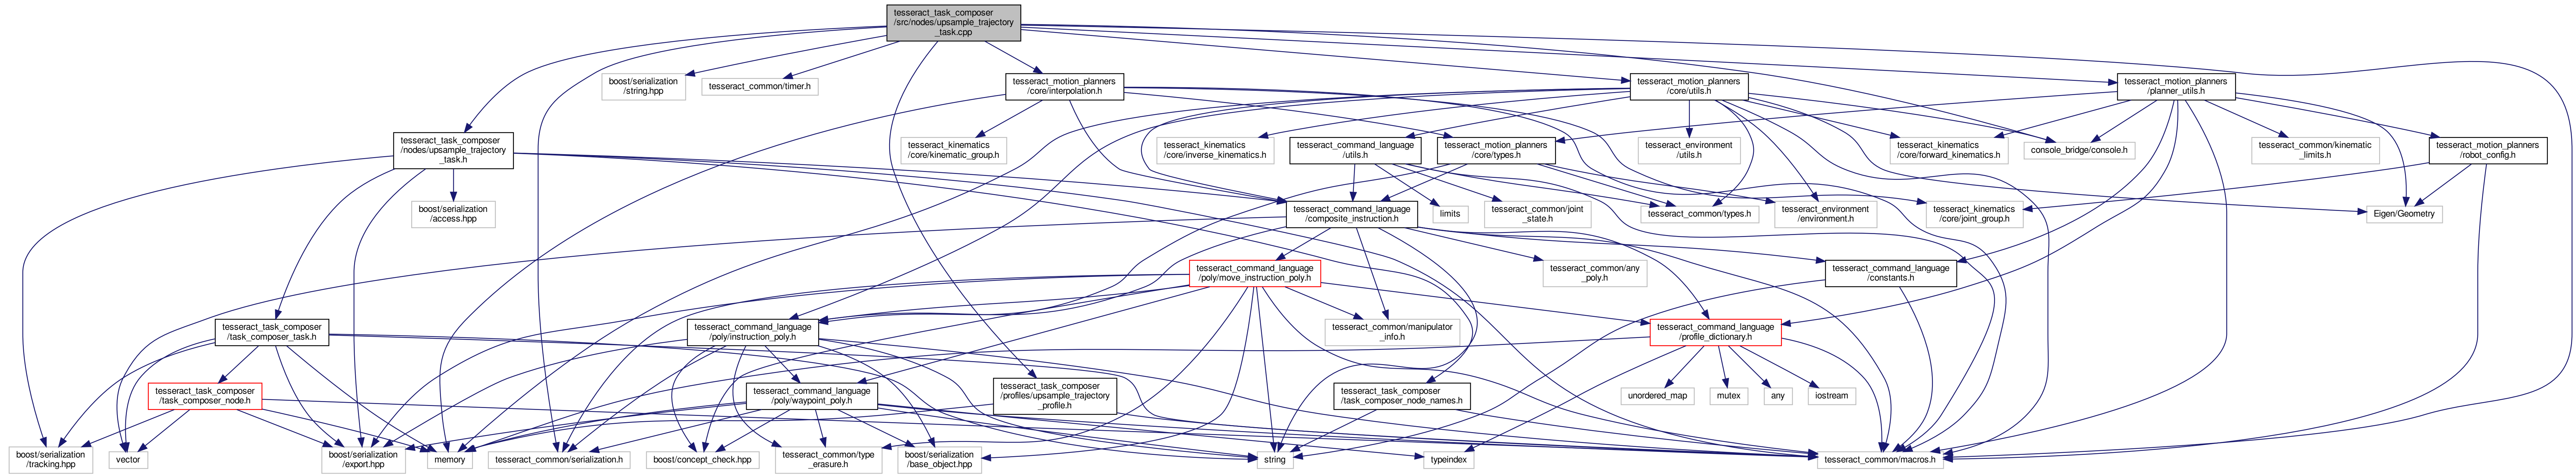 tesseract_task_composer
/src/nodes/upsample_trajectory
_task.cpp
boost/serialization
/string.hpp
tesseract_common/timer.h
tesseract_motion_planners
/core/interpolation.h
tesseract_motion_planners
/core/utils.h
tesseract_motion_planners
/planner_utils.h
tesseract_task_composer
/nodes/upsample_trajectory
_task.h
tesseract_kinematics
/core/kinematic_group.h
tesseract_kinematics
/core/inverse_kinematics.h
tesseract_command_language
/utils.h
tesseract_motion_planners
/core/types.h
tesseract_environment
/utils.h
tesseract_kinematics
/core/forward_kinematics.h
console_bridge/console.h
tesseract_common/kinematic
_limits.h
tesseract_motion_planners
/robot_config.h
boost/serialization
/access.hpp
tesseract_command_language
/composite_instruction.h
limits
tesseract_common/joint
_state.h
tesseract_common/types.h
tesseract_environment
/environment.h
tesseract_kinematics
/core/joint_group.h
Eigen/Geometry
tesseract_command_language
/poly/move_instruction_poly.h
tesseract_common/any
_poly.h
tesseract_command_language
/constants.h
tesseract_task_composer
/task_composer_task.h
tesseract_command_language
/poly/instruction_poly.h
tesseract_common/manipulator
_info.h
tesseract_command_language
/profile_dictionary.h
tesseract_task_composer
/task_composer_node.h
tesseract_command_language
/poly/waypoint_poly.h
tesseract_task_composer
/profiles/upsample_trajectory
_profile.h
tesseract_task_composer
/task_composer_node_names.h
unordered_map
mutex
any
iostream
boost/serialization
/tracking.hpp
vector
boost/serialization
/export.hpp
memory
tesseract_common/serialization.h
boost/concept_check.hpp
tesseract_common/type
_erasure.h
boost/serialization
/base_object.hpp
string
typeindex
tesseract_common/macros.h